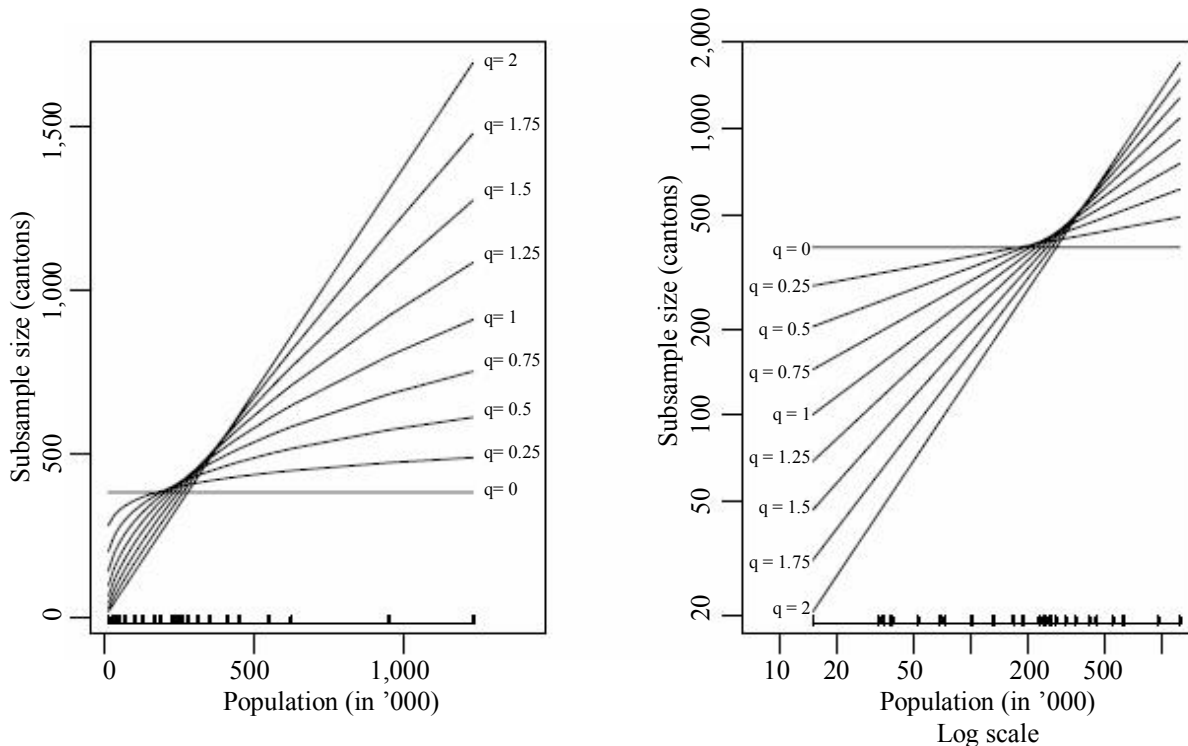 Subsample size (cantons)
1,500
1,000
500
0
q= 2
q= 1.75
q= 1.5
q= 1.25
q= 1
q= 0.75
q= 0.5
q= 0.25
q= 0
0 500 1,000
Population (in ’000)
Subsample size (cantons)
2,000
1,000
500
200
100
50
20
q = 0
q = 0.25
q = 0.5
q = 0.75
q = 1
q = 1.25
q = 1.5
q = 1.75
q = 2
10 20 50 200 500
Population (in ’000)
Log scale